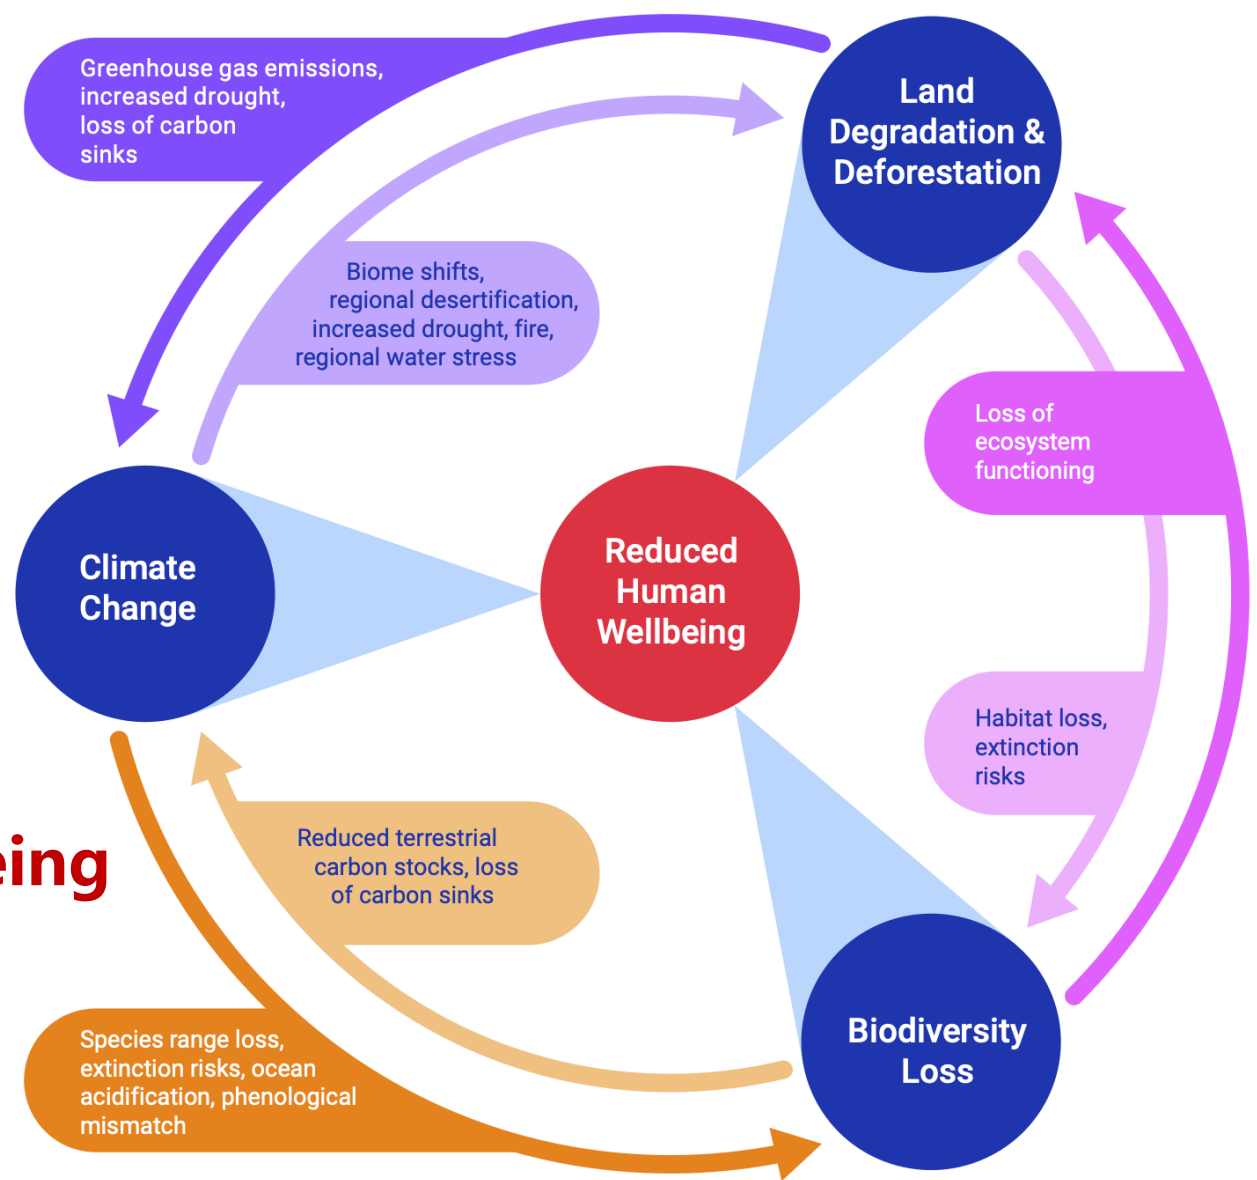 Greenhouse gas emissions,
increased drought,
loss of carbon
sinks
Land
Degradation &
Deforestation
Biome shifts,
regional desertification,
increased drought, fire,
regional water stress
Loss of
ecosystem
functioning
Climate
Change
Reduced
Human
Wellbeing
Habitat loss,
extinction
risks
Reduced terrestrial
carbon stocks, loss
of carbon sinks
eing
Species range loss,
extinction risks, ocean
acidification, phenological
mismatch
Biodiversity
Loss